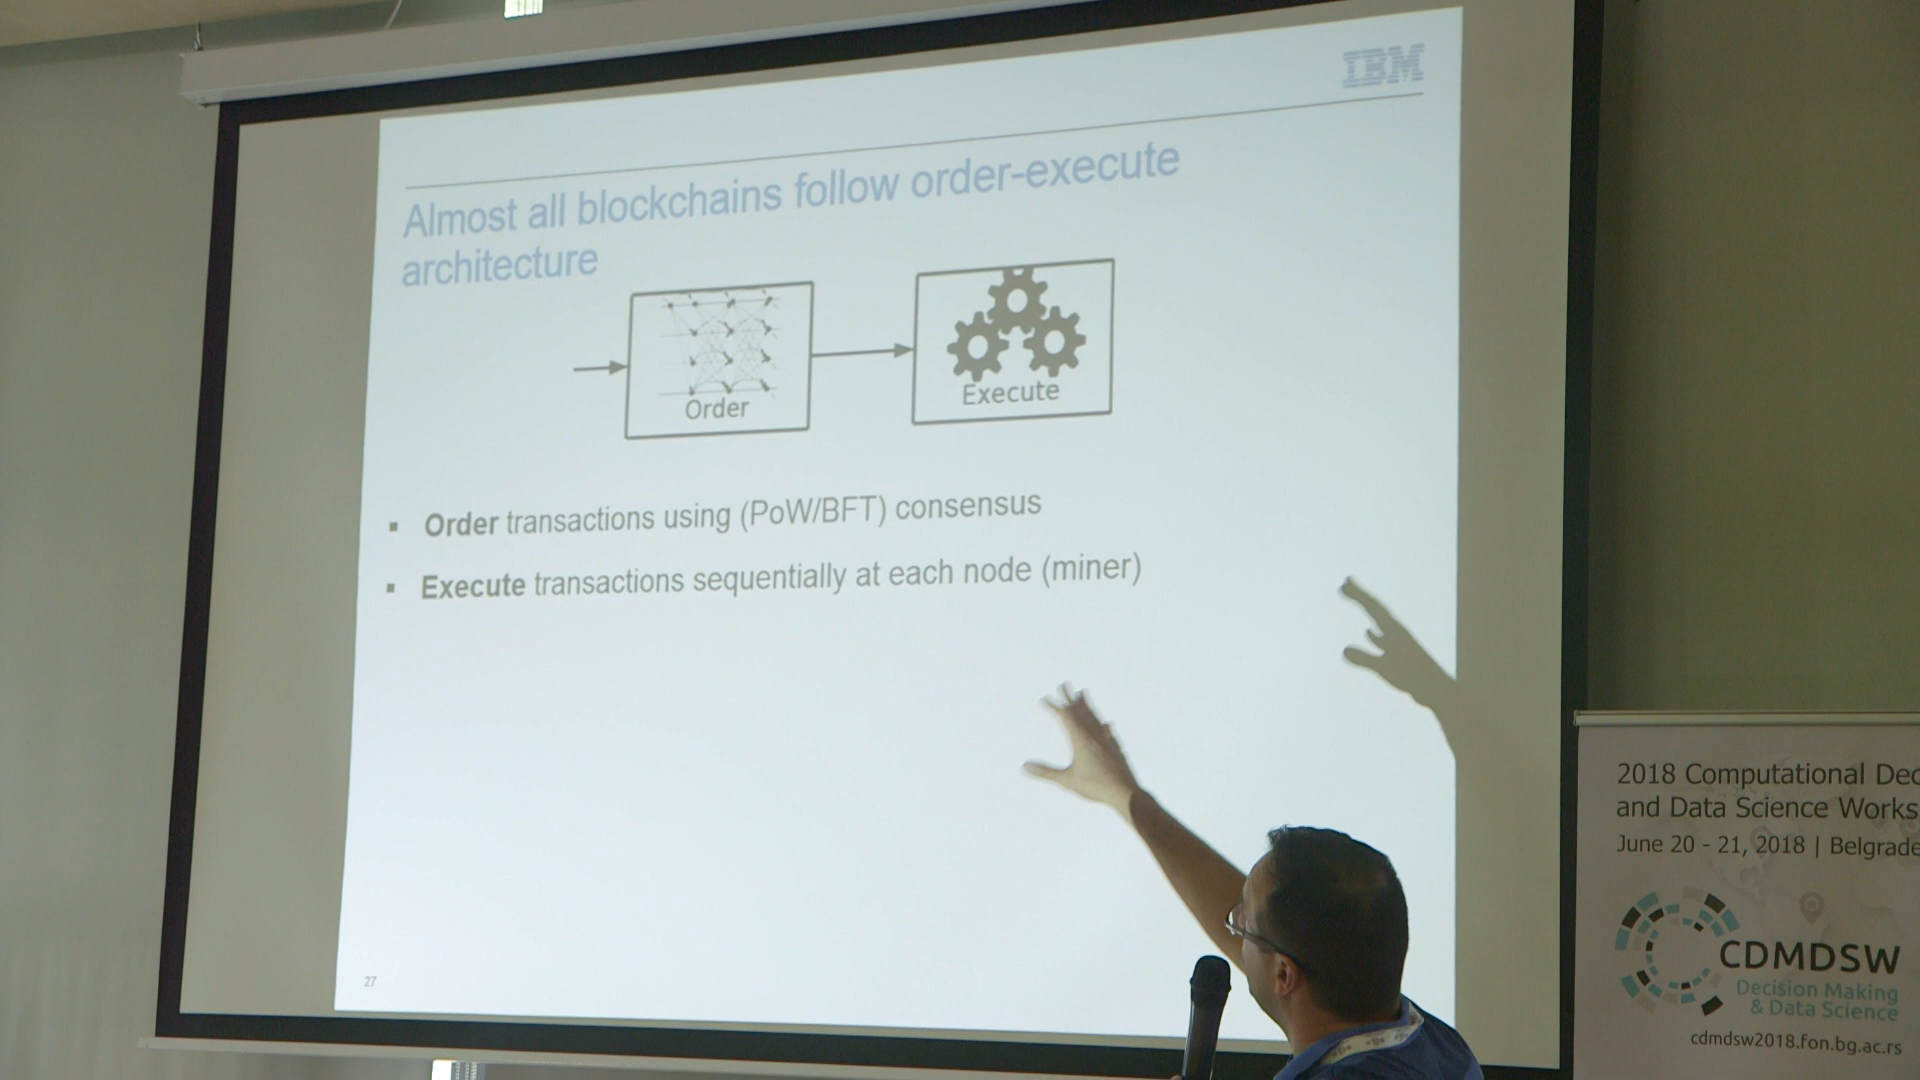 IBM
Almost all blockchains follow order-execute
architecture
Order
Execute
▪ Order transactions using (PoW/BFT) consensus
▪ Execute transactions sequentially at each node (miner)
27
2018 Computational Dec
and Data Science Works
June 20 - 21, 2018 | Belgrade
CDMDSW
Decision Making
& Data Science
cdmdsw2018.fon.bg.ac.rs